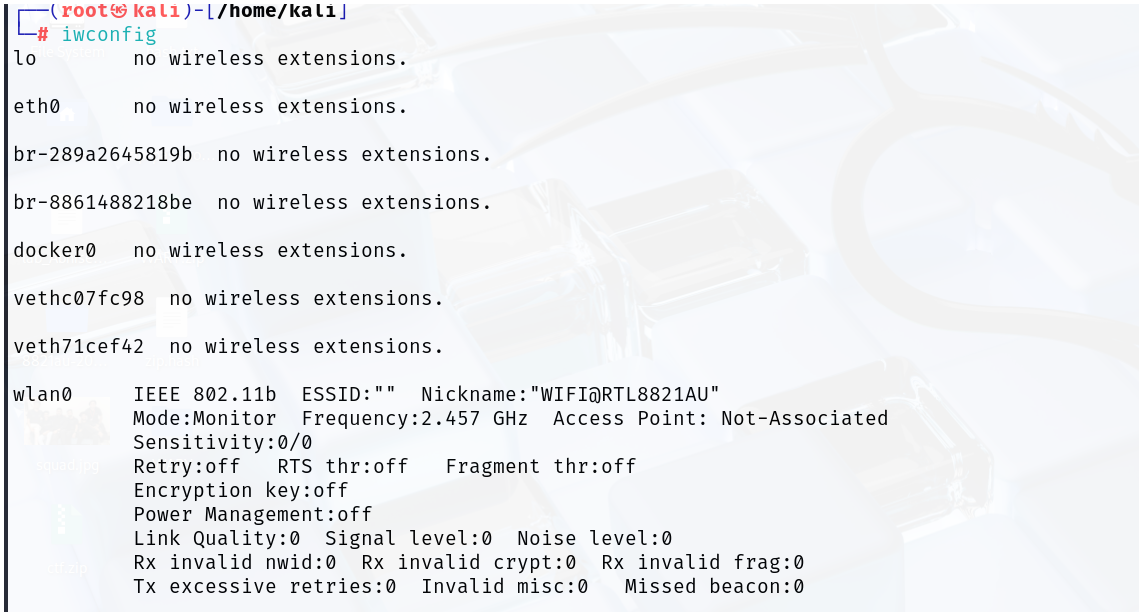 ┌──(root㉿kali)-[/home/kali]
└─# iwconfig
lo        no wireless extensions.
eth0      no wireless extensions.
br-289a2645819b  no wireless extensions.
br-8861488218be  no wireless extensions.
docker0   no wireless extensions.
vethc07fc98  no wireless extensions.
veth71cef42  no wireless extensions.
wlan0     IEEE 802.11b  ESSID:""  Nickname:"WIFI@RTL8821AU"
          Mode:Monitor  Frequency:2.457 GHz  Access Point: Not-Associated
          Sensitivity:0/0
          Retry:off   RTS thr:off   Fragment thr:off
          Encryption key:off
          Power Management:off
          Link Quality:0  Signal level:0  Noise level:0
          Rx invalid nwid:0  Rx invalid crypt:0  Rx invalid frag:0
          Tx excessive retries:0  Invalid misc:0   Missed beacon:0